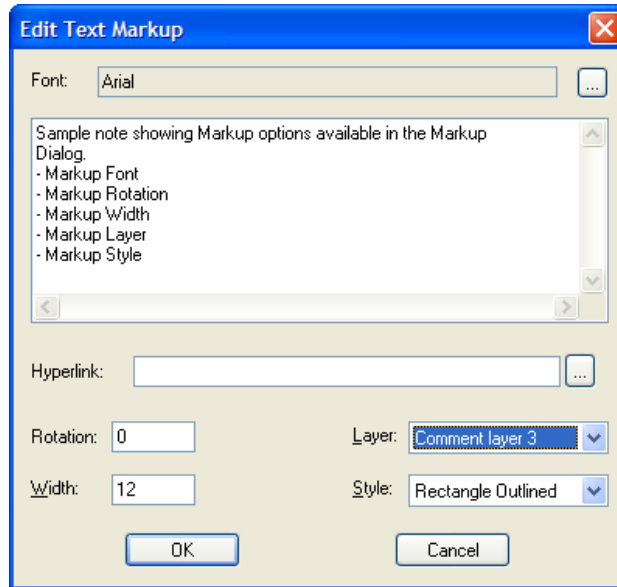 Edit Text Markup
Font: Arial ...
Sample note showing Markup options available in the Markup
Dialog.
- Markup Font
- Markup Rotation
- Markup Width
- Markup Layer
- Markup Style
Hyperlink: ...
Rotation: 0 Layer: Comment layer 3
Width: 12 Style: Rectangle Outlined
OK Cancel